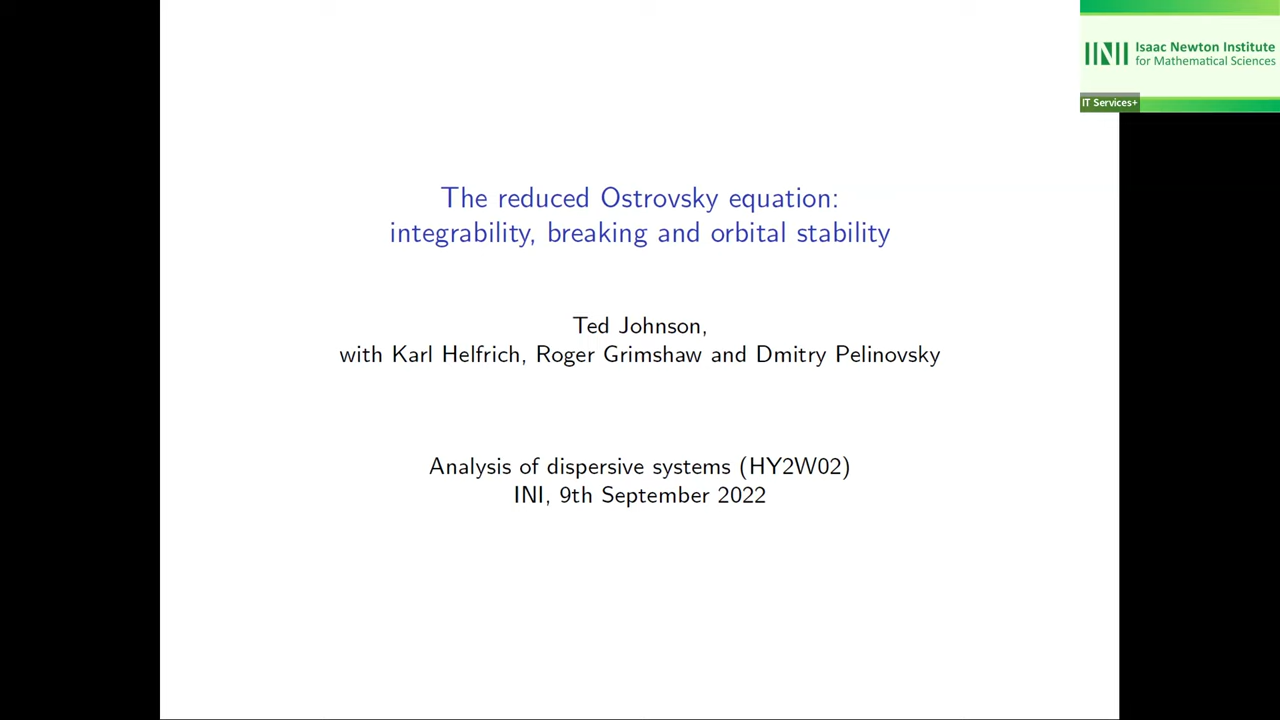 Isaac Newton Institute
for Mathematical Sciences
IT Services+
The reduced Ostrovsky equation:
integrability, breaking and orbital stability
Ted Johnson,
with Karl Helfrich, Roger Grimshaw and Dmitry Pelinovsky
Analysis of dispersive systems (HY2W02)
INI, 9th September 2022